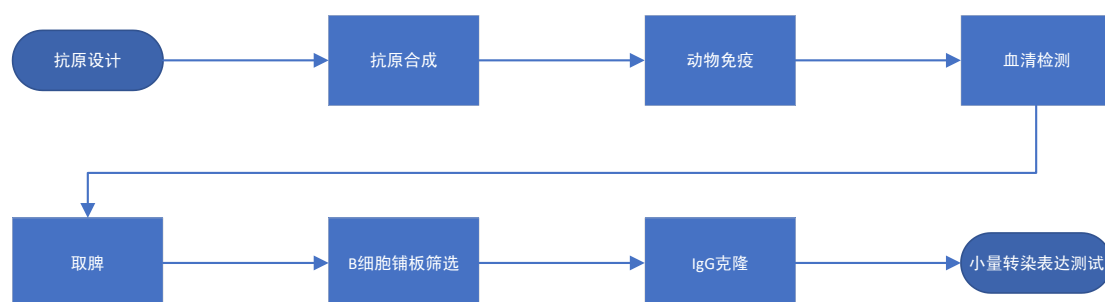 抗原设计
抗原合成
动物免疫
血清检测
取脾
B细胞铺板筛选
IgG克隆
小量转染表达测试